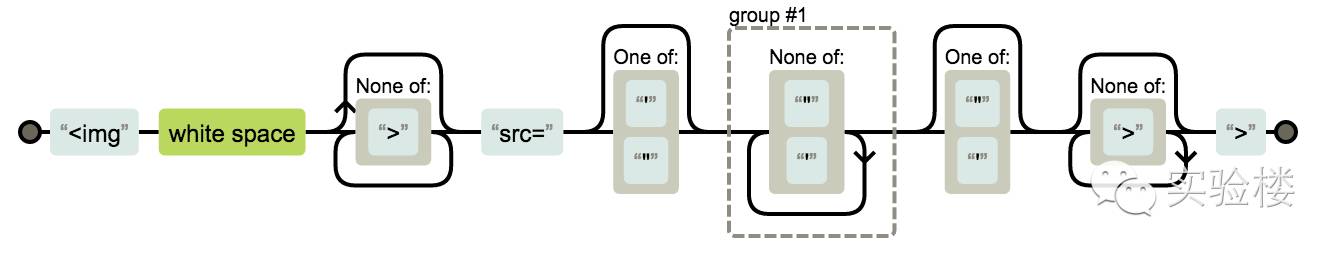 group #1
One of:
None of:
One of:
None of:
None of:
“<img”
white space
“>”
“src=”
“'”
“"”
“"”
“'”
“"”
“'”
“>”
“>”
实验楼